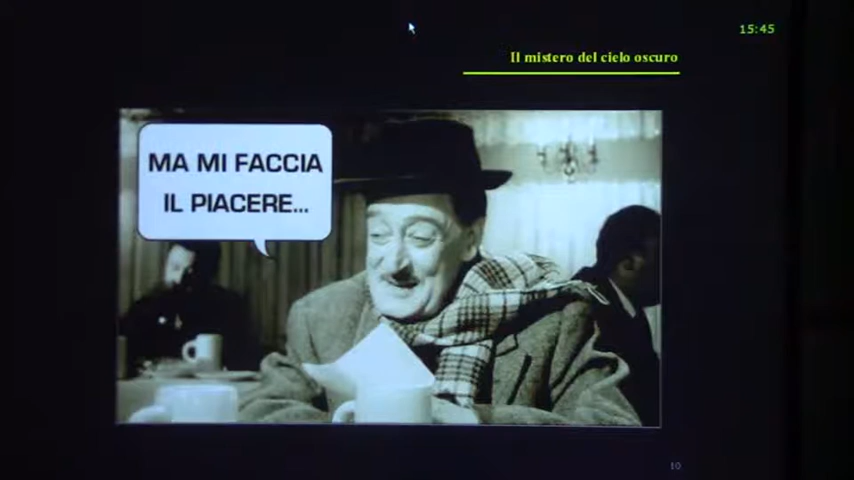 15:45
Il mistero del cielo oscuro
MA MI FACCIA
IL PIACERE...
10